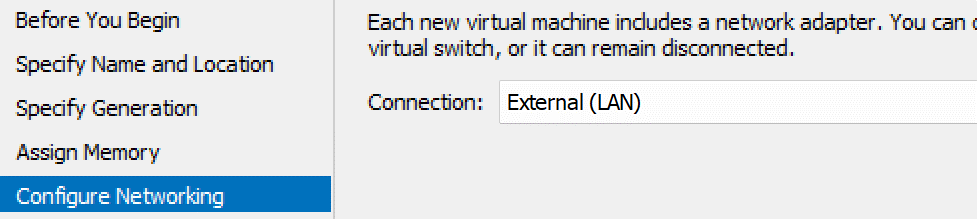 Before You Begin
Specify Name and Location
Specify Generation
Assign Memory
Configure Networking
Each new virtual machine includes a network adapter. You can
virtual switch, or it can remain disconnected.
Connection: External (LAN)